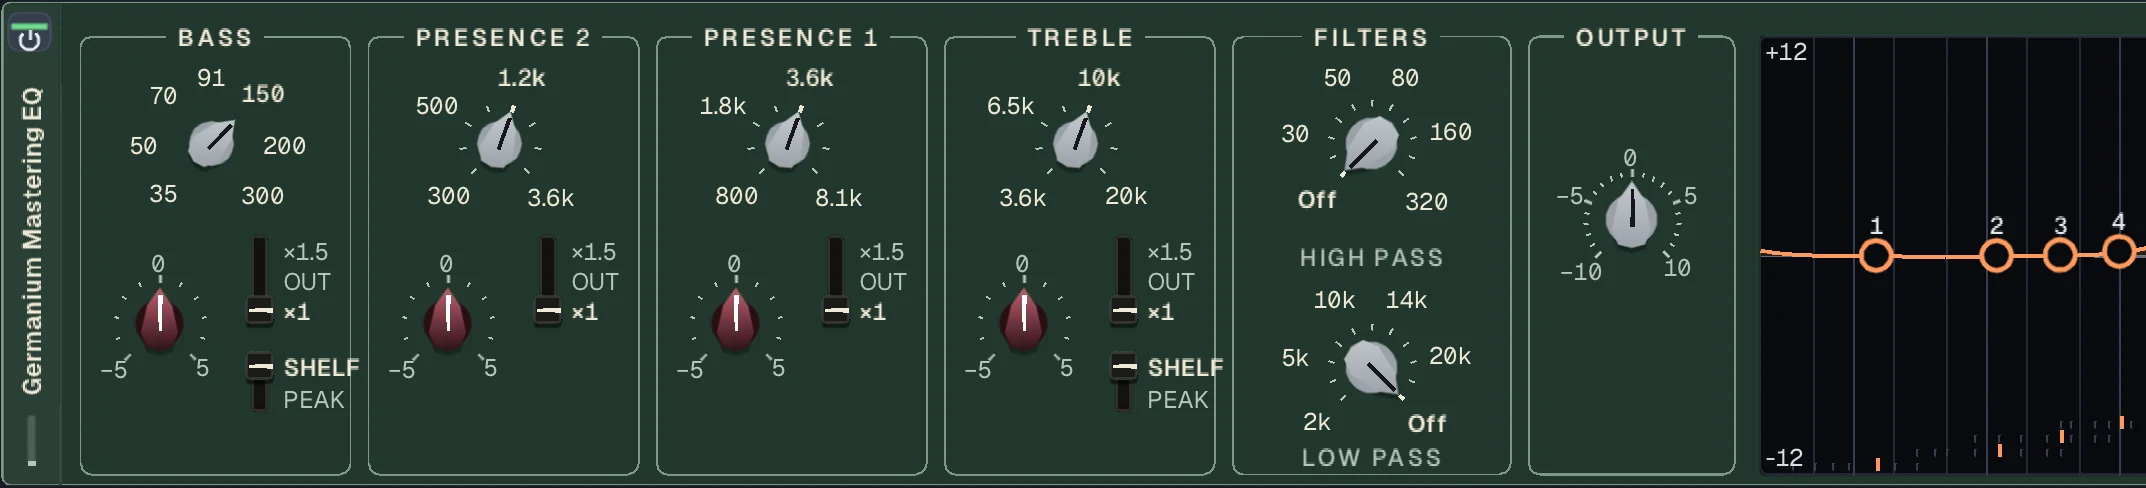 Germanium Mastering EQ
BASS
91
70
150
50
200
35
300
0
-5
5
×1.5
OUT
×1
SHELF
PEAK
PRESENCE 2
1.2k
500
300
3.6k
0
-5
5
×1.5
OUT
×1
PRESENCE 1
3.6k
1.8k
800
8.1k
0
-5
5
×1.5
OUT
×1
TREBLE
10k
6.5k
3.6k
20k
0
-5
5
×1.5
OUT
×1
SHELF
PEAK
FILTERS
50 80
30
160
Off
320
HIGH PASS
10k 14k
5k
20k
2k
Off
LOW PASS
OUTPUT
0
-5
5
-10
10
+12
1 2 3 4
-12